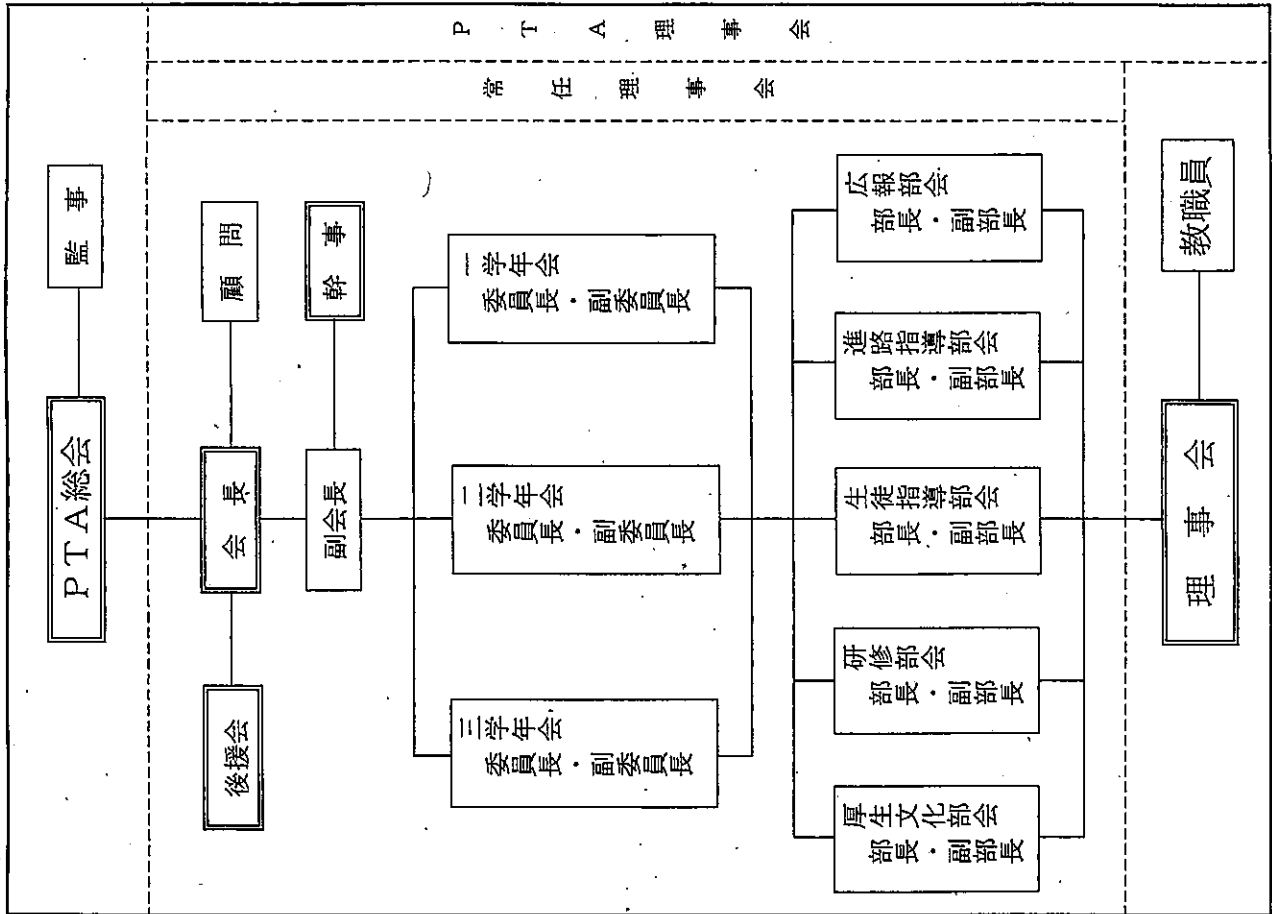 PTA理事会
常任理事会
PTA総会
監事
会長
顧問
後援会
副会長
幹事
一学年会
委員長・副委員長
二学年会
委員長・副委員長
三学年会
委員長・副委員長
広報部会
部長・副部長
進路指導部会
部長・副部長
生徒指導部会
部長・副部長
研修部会
部長・副部長
厚生文化部会
部長・副部長
理事会
教職員